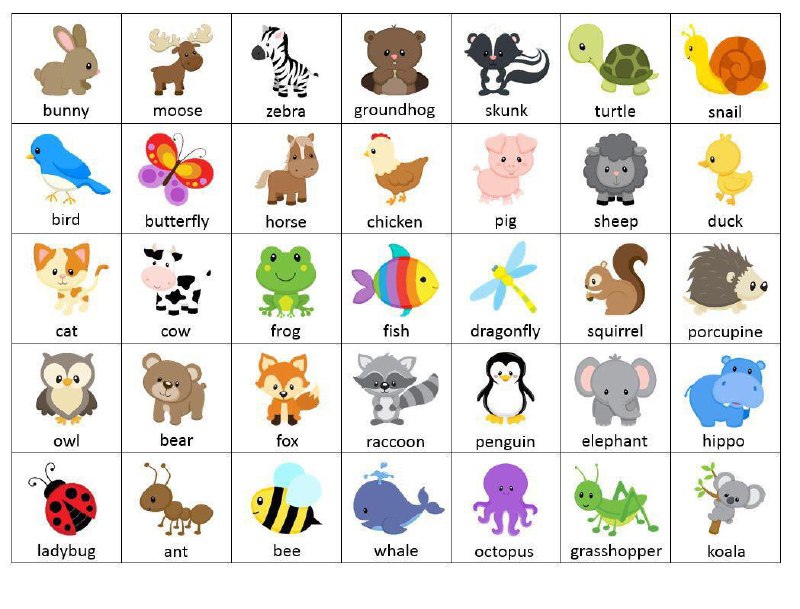 bunny moose zebra groundhog skunk turtle snail
bird butterfly horse chicken pig sheep duck
cat cow frog fish dragonfly squirrel porcupine
owl bear fox raccoon penguin elephant hippo
ladybug ant bee whale octopus grasshopper koala